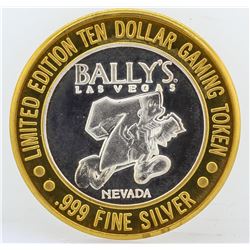 LIMITED EDITION TEN DOLLAR GAMING TOKEN
BALLY'S
LAS VEGAS
NEVADA
.999 FINE SILVER